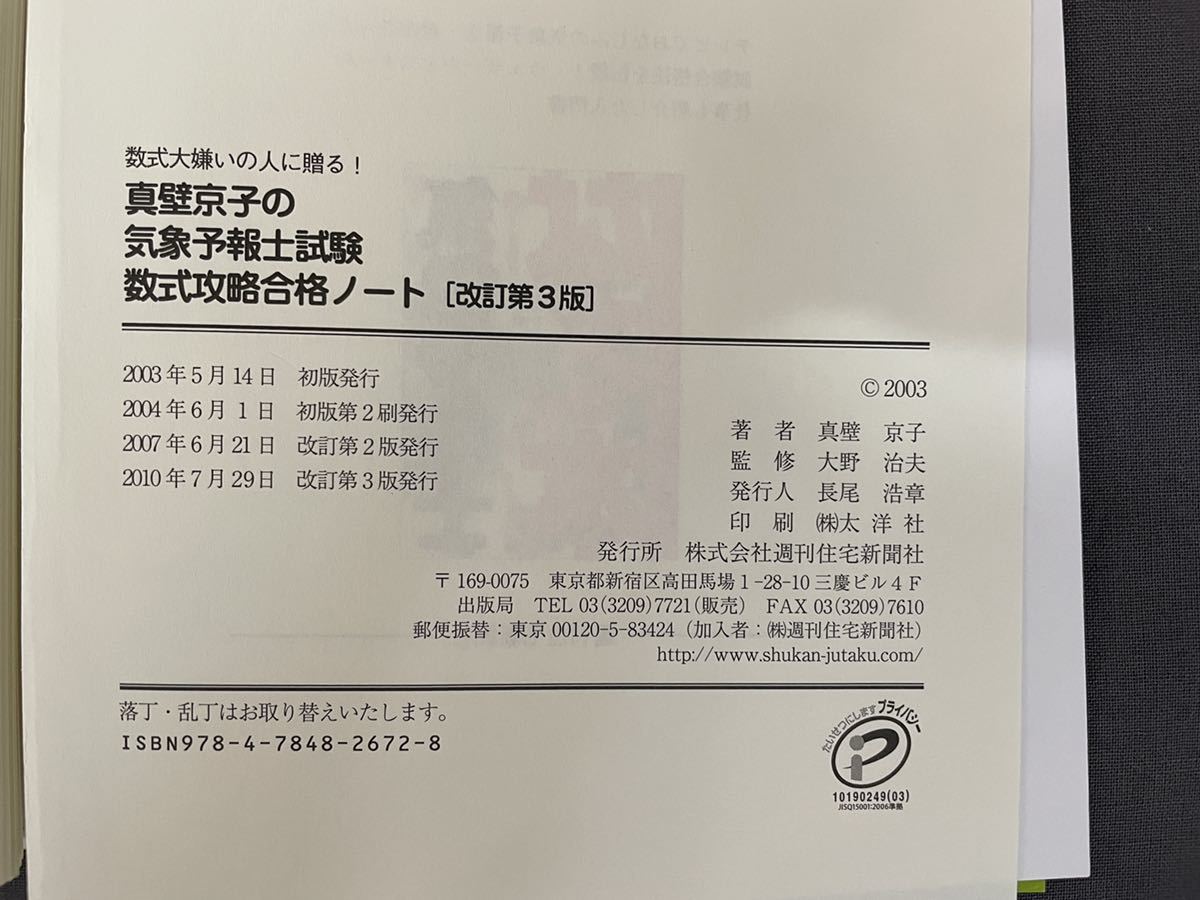 数式大嫌いの人に贈る!
真壁京子の
気象予報士試験
数式攻略合格ノート[改訂第3版]
2003年5月14日 初版発行
2004年6月1日 初版第2刷発行
2007年6月21日 改訂第2版発行
2010年7月29日 改訂第3版発行
©2003
著 者 真壁 京子
監 修 大野 治夫
発行人 長尾 浩章
印 刷 ㈱太洋社
発行所 株式会社週刊住宅新聞社
〒169-0075 東京都新宿区高田馬場1-28-10三慶ビル4F
出版局 TEL 03(3209)7721(販売) FAX 03(3209)7610
郵便振替:東京00120-5-83424(加入者:㈱週刊住宅新聞社)
http://www.shukan-jutaku.com/
落丁・乱丁はお取り替えいたします。
ISBN978-4-7848-2672-8
たいせつにします プライバシー
10190249(03)
JISQ15001:2006準拠